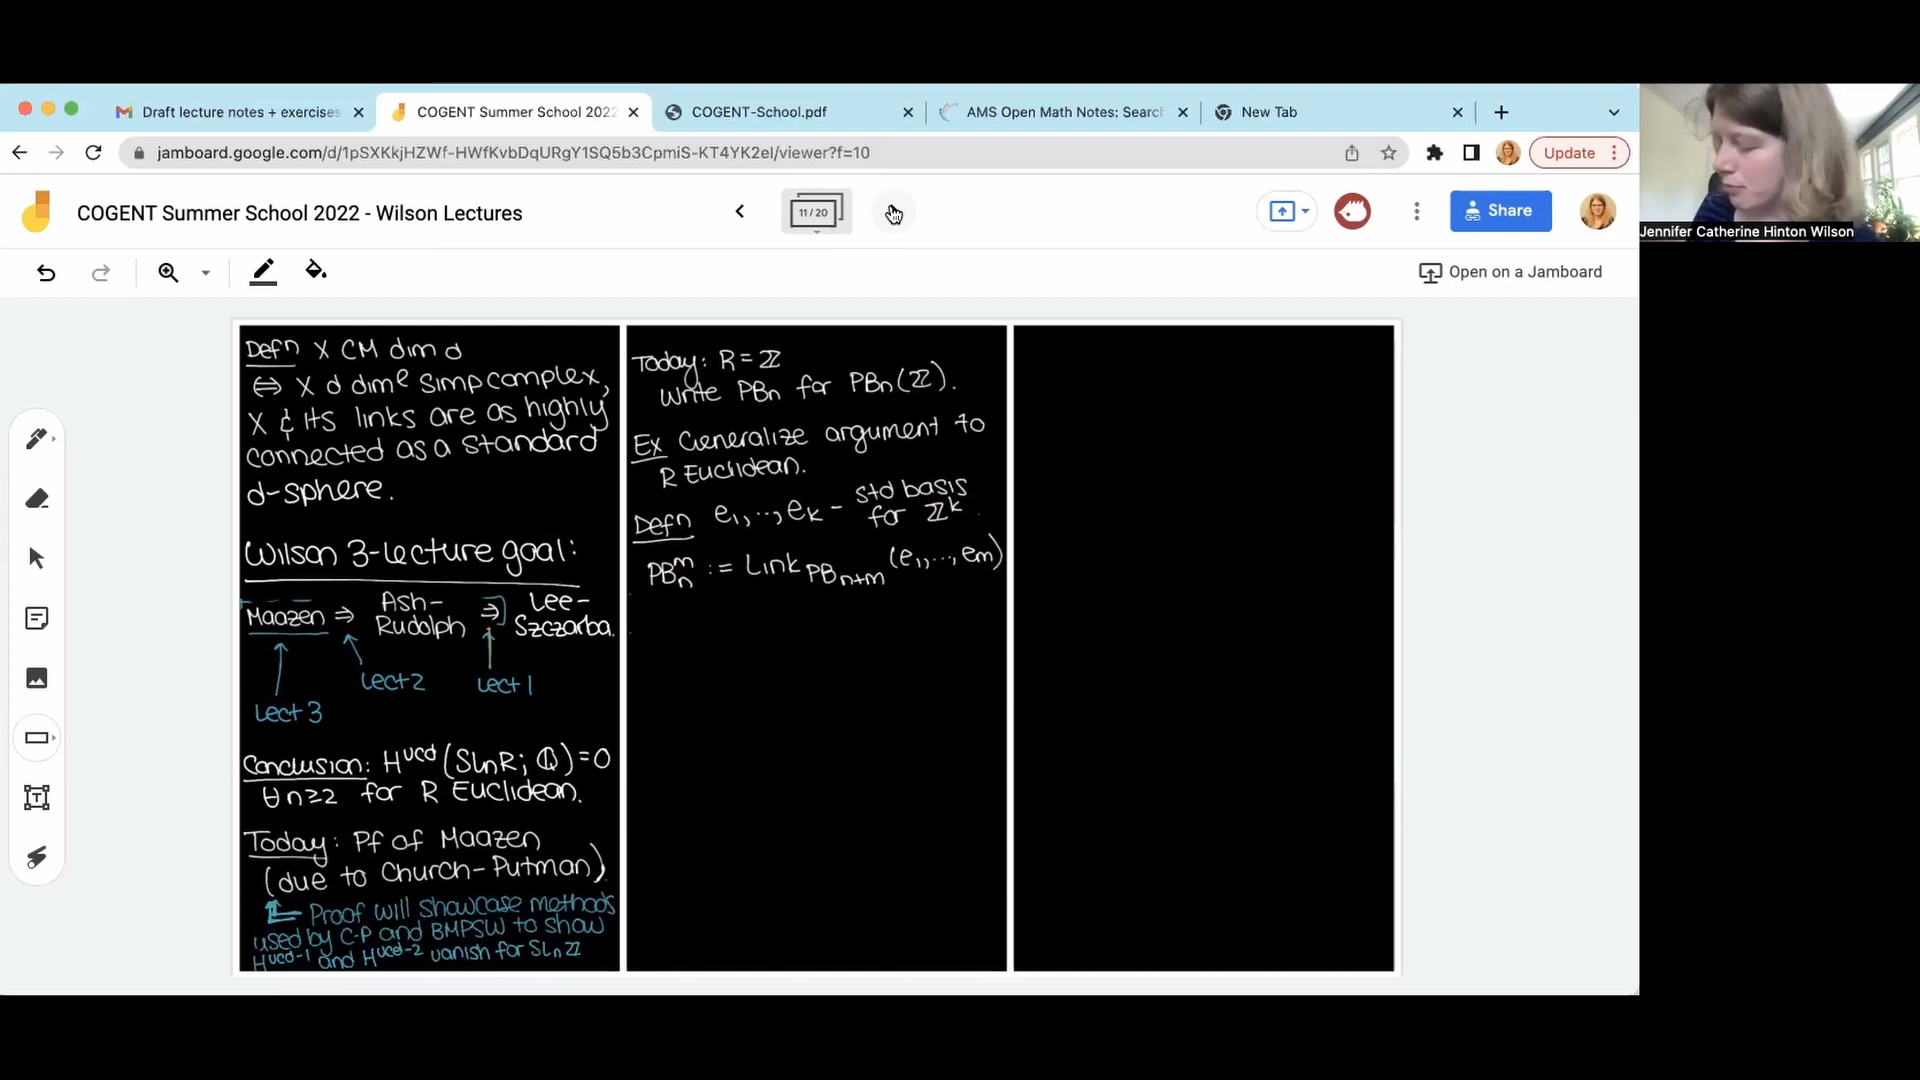 Draft lecture notes + exercises
COGENT Summer School 2022
COGENT-School.pdf
AMS Open Math Notes: Search
New Tab
jamboard.google.com/d/1pSXKkjHZWf-HWfKvbDqURgY1SQ5b3CpmiS-KT4YK2eI/viewer?f=10
Update
COGENT Summer School 2022 - Wilson Lectures
11 / 20
Share
Jennifer Catherine Hinton Wilson
Open on a Jamboard
Defn X CM dim d
⇔ X d dimˡ simp complex,
X & its links are as highly
connected as a standard
d-sphere.
Wilson 3-lecture goal:
Maazen ⇒ Ash-Rudolph ⇒ Lee-Szczarba.
Lect 2 Lect 1
Lect 3
Conclusion: H^vcd (SLnR; ℚ) = 0
∀ n≥2 for R Euclidean.
Today: Pf of Maazen
(due to Church-Putman).
Proof will showcase methods
used by C-P and BMPSW to show
H^vcd-1 and H^vcd-2 vanish for SLn ℤ
Today: R = ℤ
Write PBn for PBn(ℤ).
Ex Generalize argument to
R Euclidean.
Defn e₁,..,eₖ - std basis
for ℤᵏ.
PBₙᵐ := Link_PBn+m (e₁,...,eₘ)